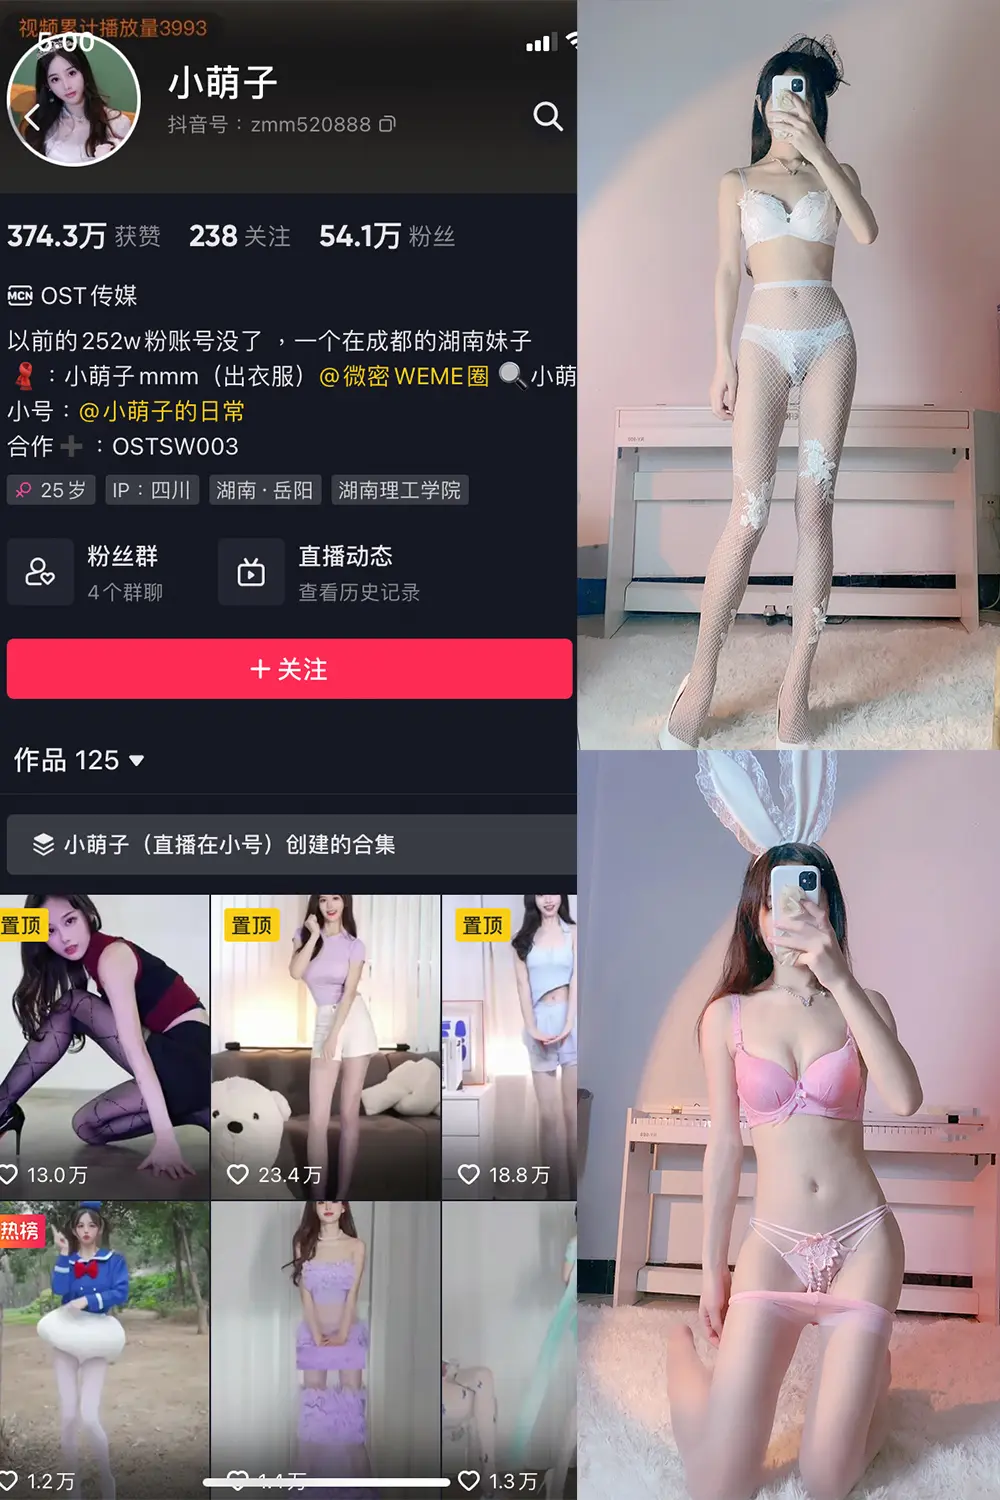 视频累计播放量3993
5:00
小萌子
抖音号：zmm520888
374.3万 获赞 238 关注 54.1万 粉丝
MCN OST传媒
以前的252w粉账号没了 ，一个在成都的湖南妹子
：小萌子mmm（出衣服）@微密WEME圈 小萌
小号：@小萌子的日常
合作➕：OSTSW003
25岁 IP：四川 湖南·岳阳 湖南理工学院
粉丝群 直播动态
4个群聊 查看历史记录
＋关注
作品 125
小萌子（直播在小号）创建的合集
置顶 置顶 置顶
13.0万 23.4万 18.8万
热榜
1.2万 1.4万 1.3万